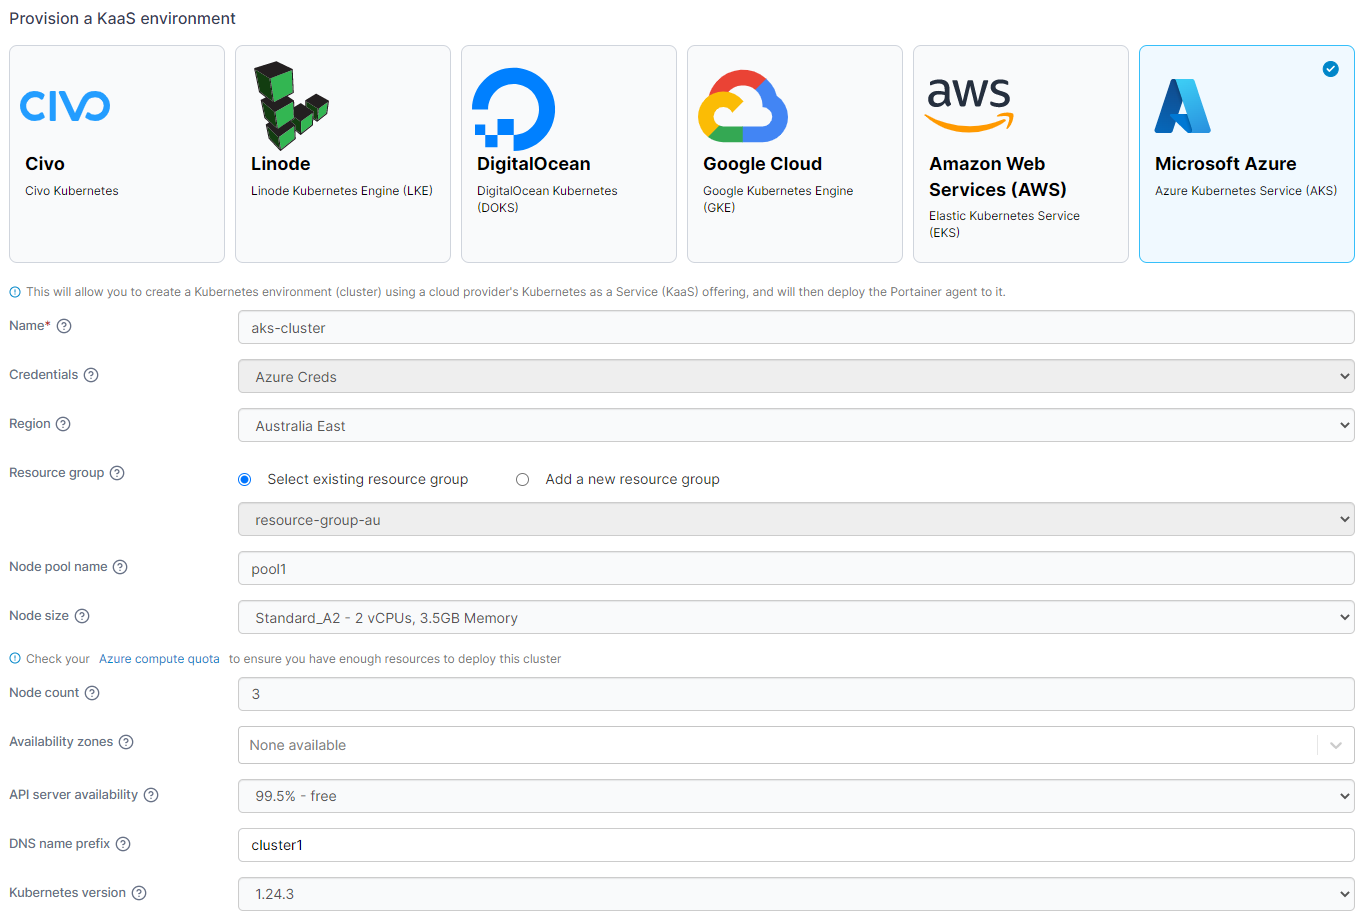 Provision a KaaS environment
CIVO
Civo
Civo Kubernetes
Linode
Linode Kubernetes Engine (LKE)
DigitalOcean
DigitalOcean Kubernetes
(DOKS)
Google Cloud
Google Kubernetes Engine
(GKE)
aws
Amazon Web
Services (AWS)
Elastic Kubernetes Service
(EKS)
Microsoft Azure
Azure Kubernetes Service (AKS)
This will allow you to create a Kubernetes environment (cluster) using a cloud provider's Kubernetes as a Service (KaaS) offering, and will then deploy the Portainer agent to it.
Name* aks-cluster
Credentials Azure Creds
Region Australia East
Resource group Select existing resource group Add a new resource group
resource-group-au
Node pool name pool1
Node size Standard_A2 - 2 vCPUs, 3.5GB Memory
Check your Azure compute quota to ensure you have enough resources to deploy this cluster
Node count 3
Availability zones None available
API server availability 99.5% - free
DNS name prefix cluster1
Kubernetes version 1.24.3